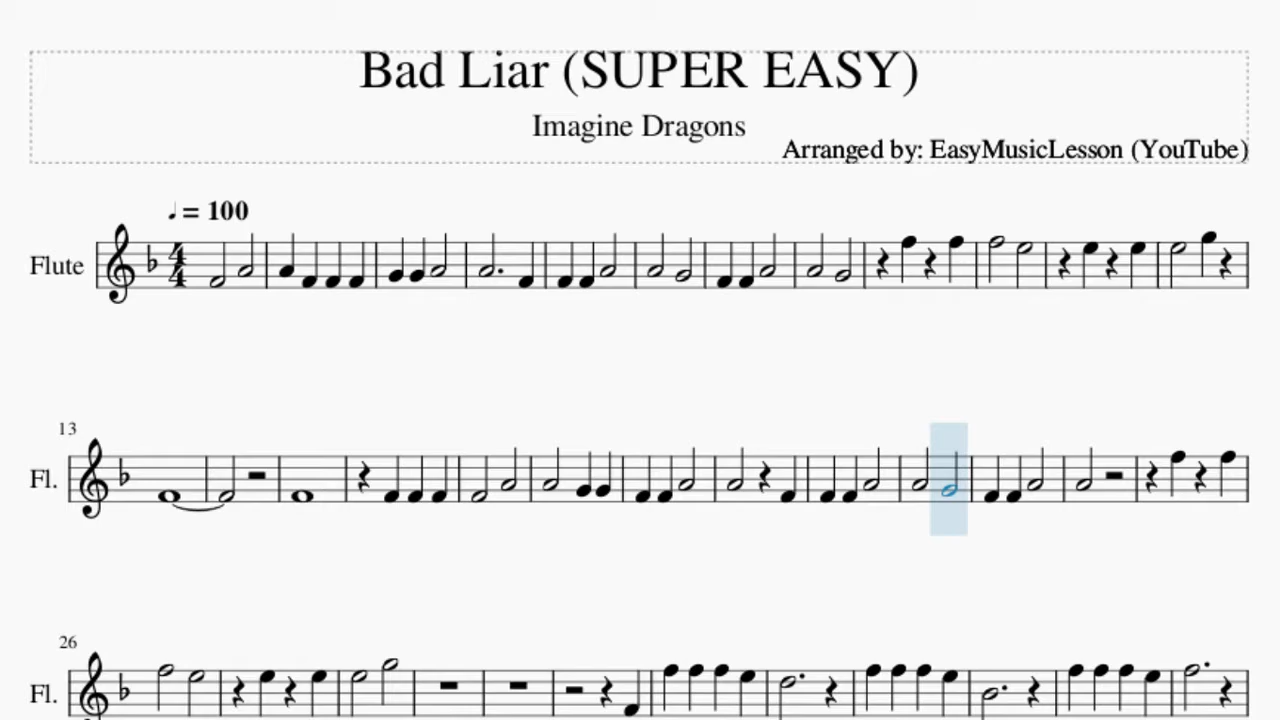 Bad Liar (SUPER EASY)
Imagine Dragons
Arranged by: EasyMusicLesson (YouTube)
♩ = 100
Flute
4
4
13
Fl.
26
Fl.